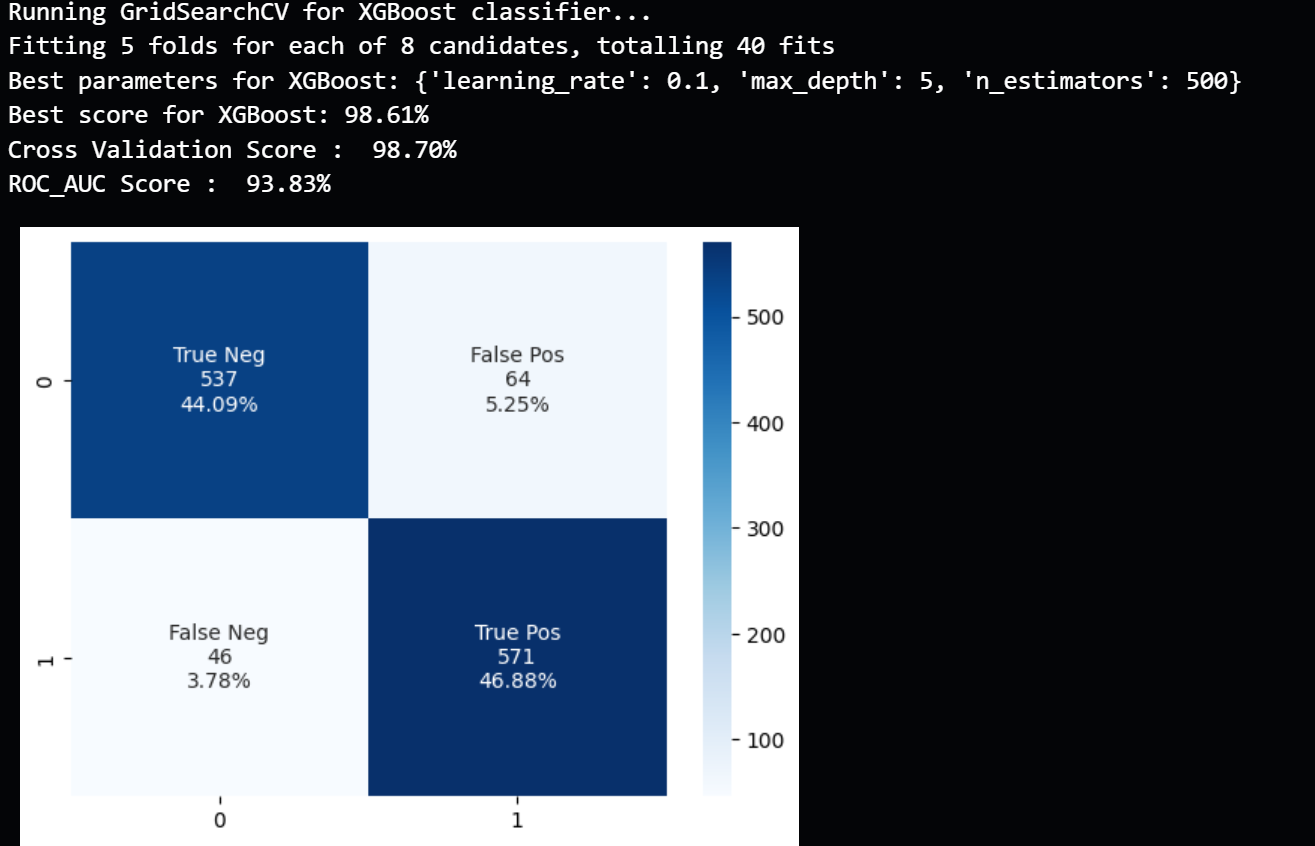 Running GridSearchCV for XGBoost classifier...
Fitting 5 folds for each of 8 candidates, totalling 40 fits
Best parameters for XGBoost: {'learning_rate': 0.1, 'max_depth': 5, 'n_estimators': 500}
Best score for XGBoost: 98.61%
Cross Validation Score :  98.70%
ROC_AUC Score :  93.83%
True Neg
537
44.09%
False Pos
64
5.25%
False Neg
46
3.78%
True Pos
571
46.88%
0
1
0
1
500
400
300
200
100